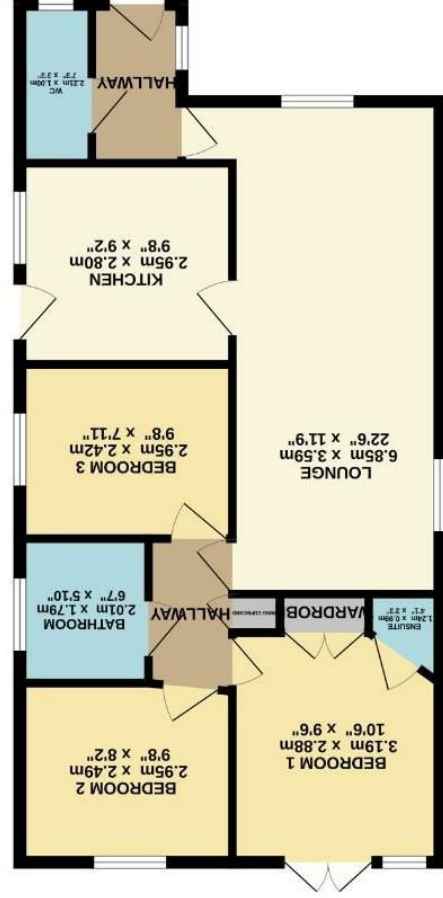 BEDROOM 1
3.19m x 2.88m
10'6" x 9'6"
BEDROOM 2
2.95m x 2.49m
9'8" x 8'2"
ENSUITE
1.24m x 0.99m
4'1" x 3'3"
WARDROB
CUPBOARD
HALLWAY
BATHROOM
2.01m x 1.79m
6'7" x 5'10"
LOUNGE
6.85m x 3.59m
22'6" x 11'9"
BEDROOM 3
2.95m x 2.42m
9'8" x 7'11"
KITCHEN
2.95m x 2.80m
9'8" x 9'2"
HALLWAY
WC
2.21m x 1.00m
7'3" x 3'3"